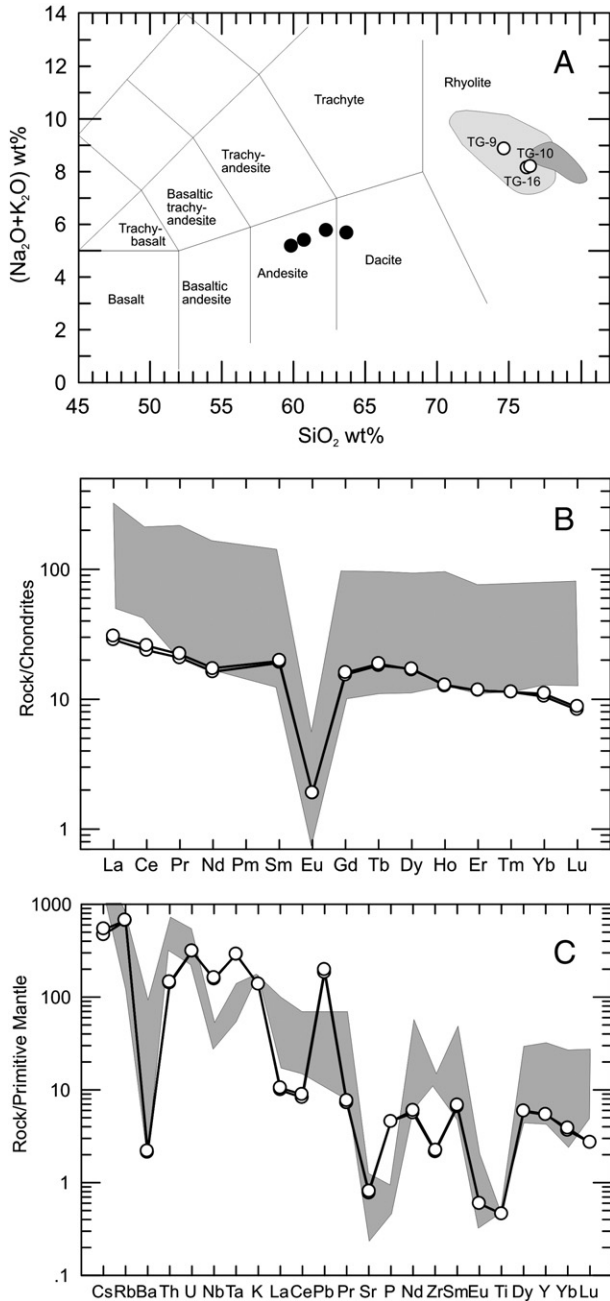 A
14
12
10
8
6
4
2
0
(Na₂O+K₂O) wt%
Rhyolite
Trachyte
TG-9
TG-10
TG-16
Trachy-
andesite
Basaltic
trachy-
andesite
Trachy-
basalt
Andesite
Dacite
Basalt
Basaltic
andesite
45 50 55 60 65 70 75
SiO₂ wt%
B
100
10
1
Rock/Chondrites
La Ce Pr Nd Pm Sm Eu Gd Tb Dy Ho Er Tm Yb Lu
C
1000
100
10
1
.1
Rock/Primitive Mantle
Cs Rb Ba Th U Nb Ta K La Ce Pb Pr Sr P Nd Zr Sm Eu Ti Dy Y Yb Lu